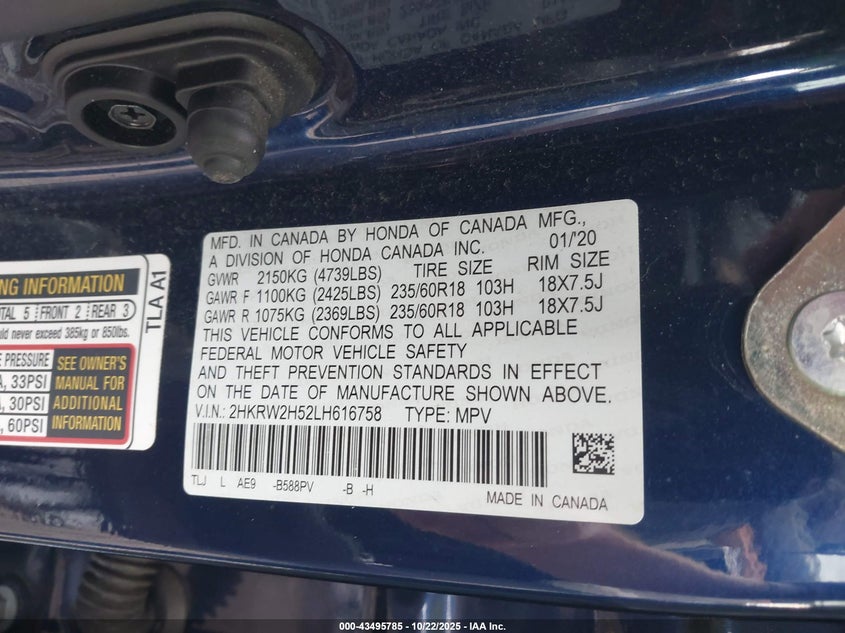 MFD. IN CANADA BY HONDA OF CANADA MFG.,
A DIVISION OF HONDA CANADA INC. 01/'20
GVWR 2150KG (4739LBS) TIRE SIZE RIM SIZE
GAWR F 1100KG (2425LBS) 235/60R18 103H 18X7.5J
GAWR R 1075KG (2369LBS) 235/60R18 103H 18X7.5J
THIS VEHICLE CONFORMS TO ALL APPLICABLE
FEDERAL MOTOR VEHICLE SAFETY
AND THEFT PREVENTION STANDARDS IN EFFECT
ON THE DATE OF MANUFACTURE SHOWN ABOVE.
V.I.N.: 2HKRW2H52LH616758 TYPE: MPV
TLJ L AE9 -B588PV -B -H
MADE IN CANADA
INFORMATION
5 FRONT 2 REAR 3
never exceed 385kg or 850lbs.
TLA A1
PRESSURE
33PSI
30PSI
60PSI
SEE OWNER'S
MANUAL FOR
ADDITIONAL
INFORMATION
000-43495785 - 10/22/2025 - IAA Inc.